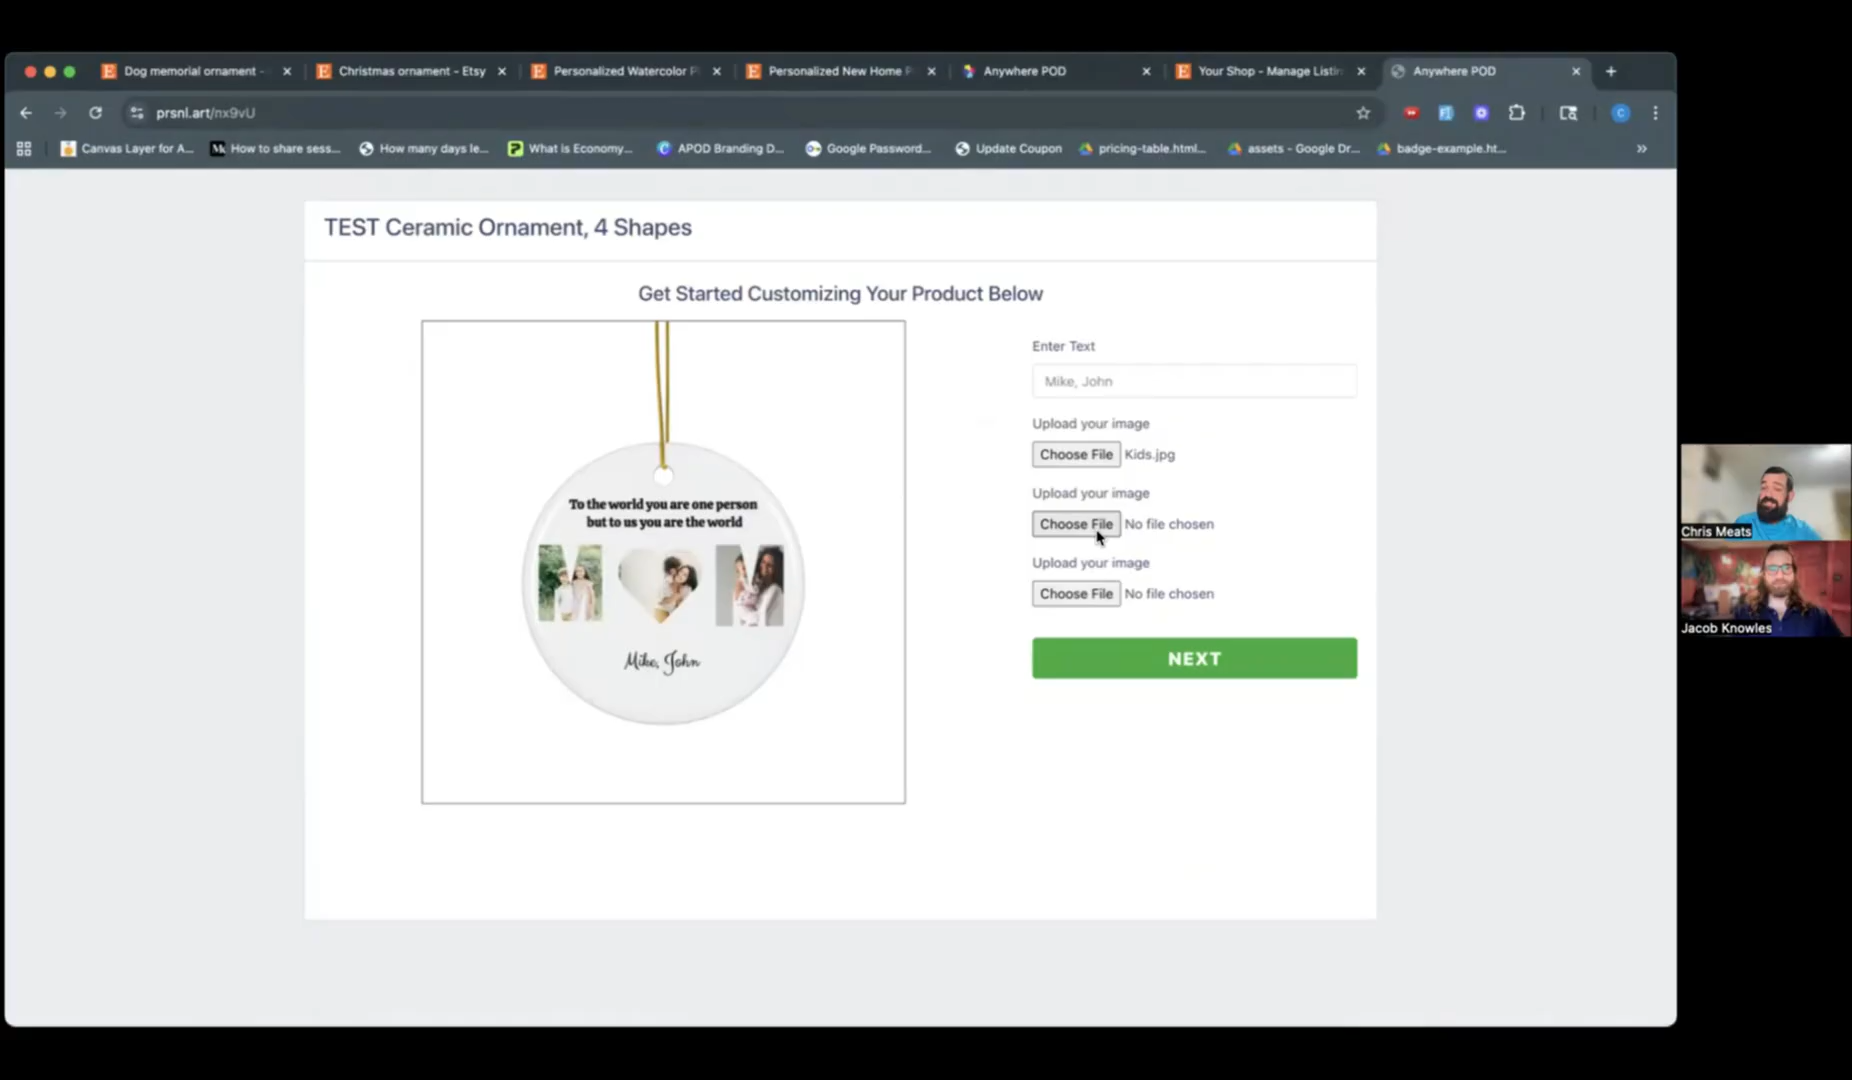 Dog memorial ornament -
Christmas ornament - Etsy
Personalized Watercolor P
Personalized New Home P
Anywhere POD
Your Shop - Manage Listin
Anywhere POD
prsnl.art/nx9vU
Canvas Layer for A...
How to share sess...
How many days le...
What is Economy...
APOD Branding D...
Google Password...
Update Coupon
pricing-table.html...
assets - Google Dr...
badge-example.ht...
TEST Ceramic Ornament, 4 Shapes
Get Started Customizing Your Product Below
To the world you are one person
but to us you are the world
M M
Mike, John
Enter Text
Mike, John
Upload your image
Choose File Kids.jpg
Upload your image
Choose File No file chosen
Upload your image
Choose File No file chosen
NEXT
Chris Meats
Jacob Knowles